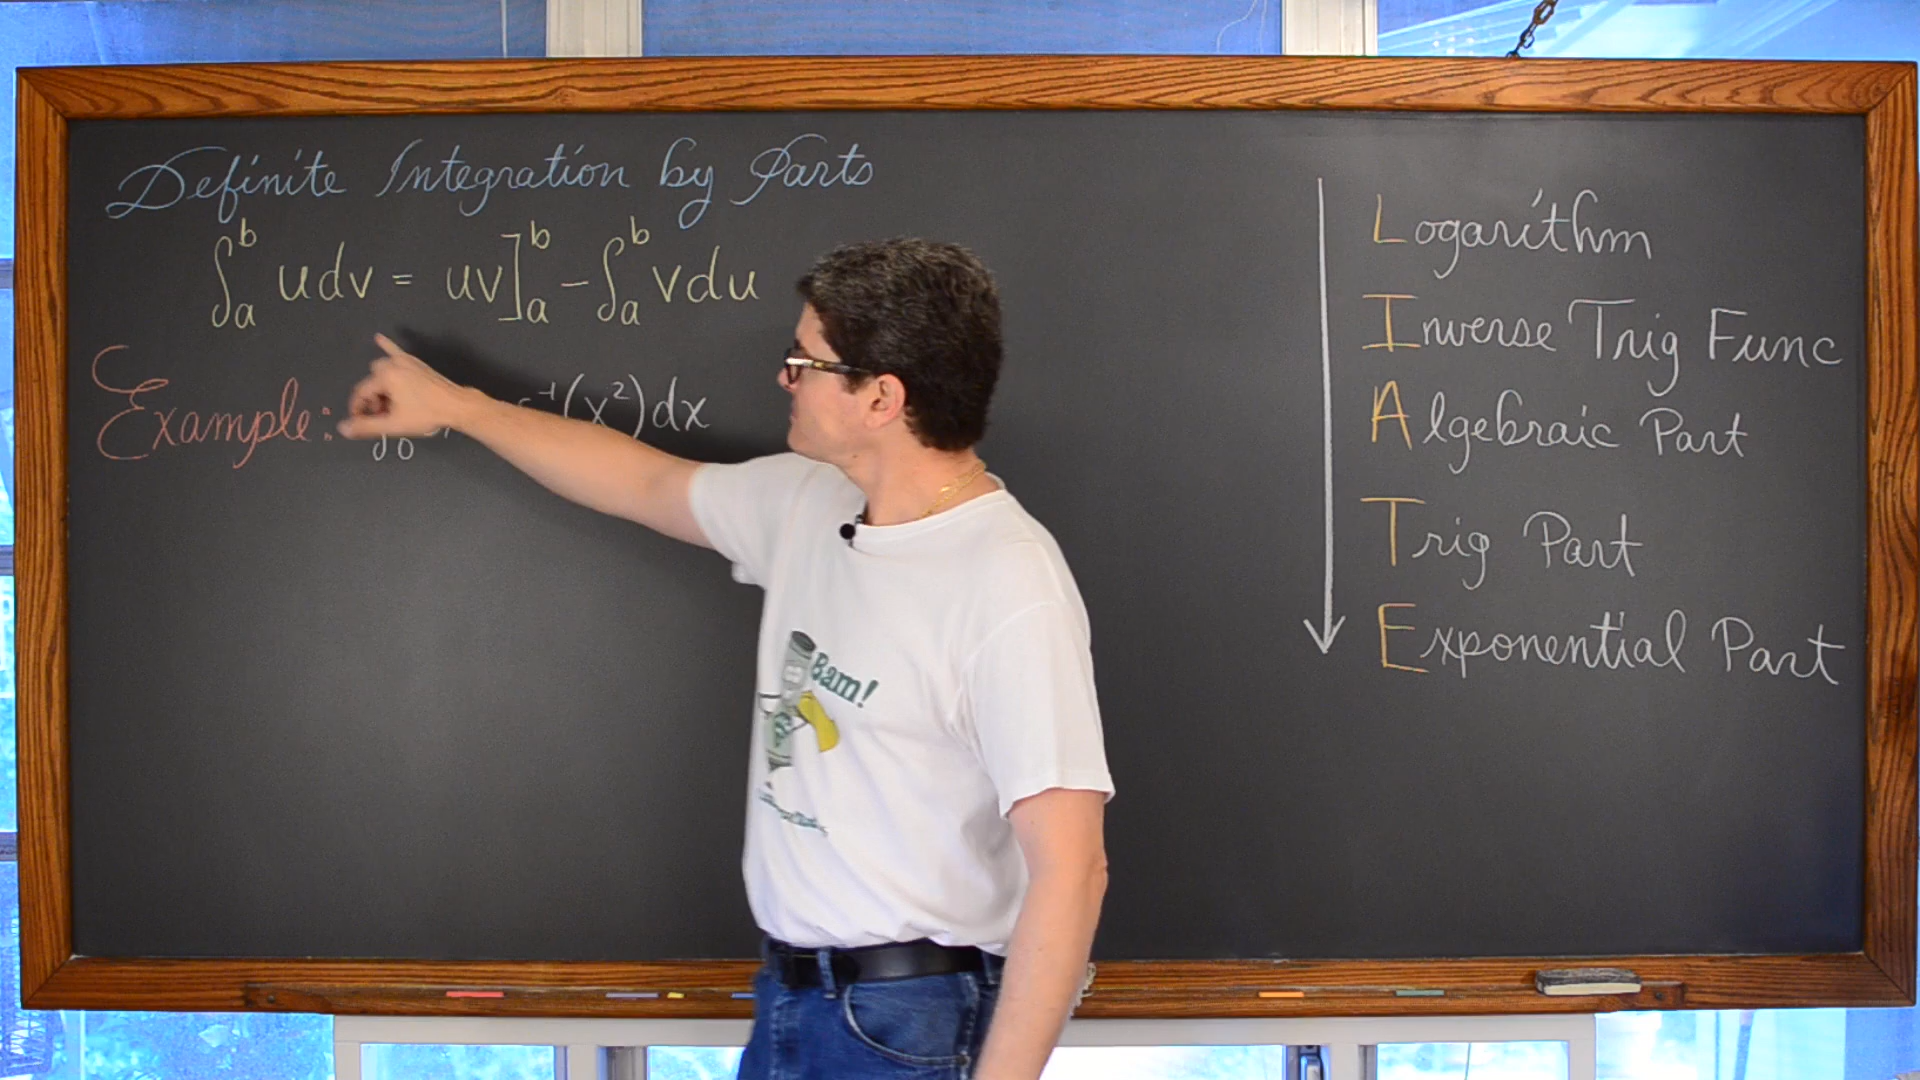 Definite Integration by Parts
∫ₐᵇ udv = uv]ₐᵇ - ∫ₐᵇ vdu
Example: ∫₀ ⁻¹(x²)dx
Logarithm
Inverse Trig Func
Algebraic Part
Trig Part
Exponential Part
Bam!